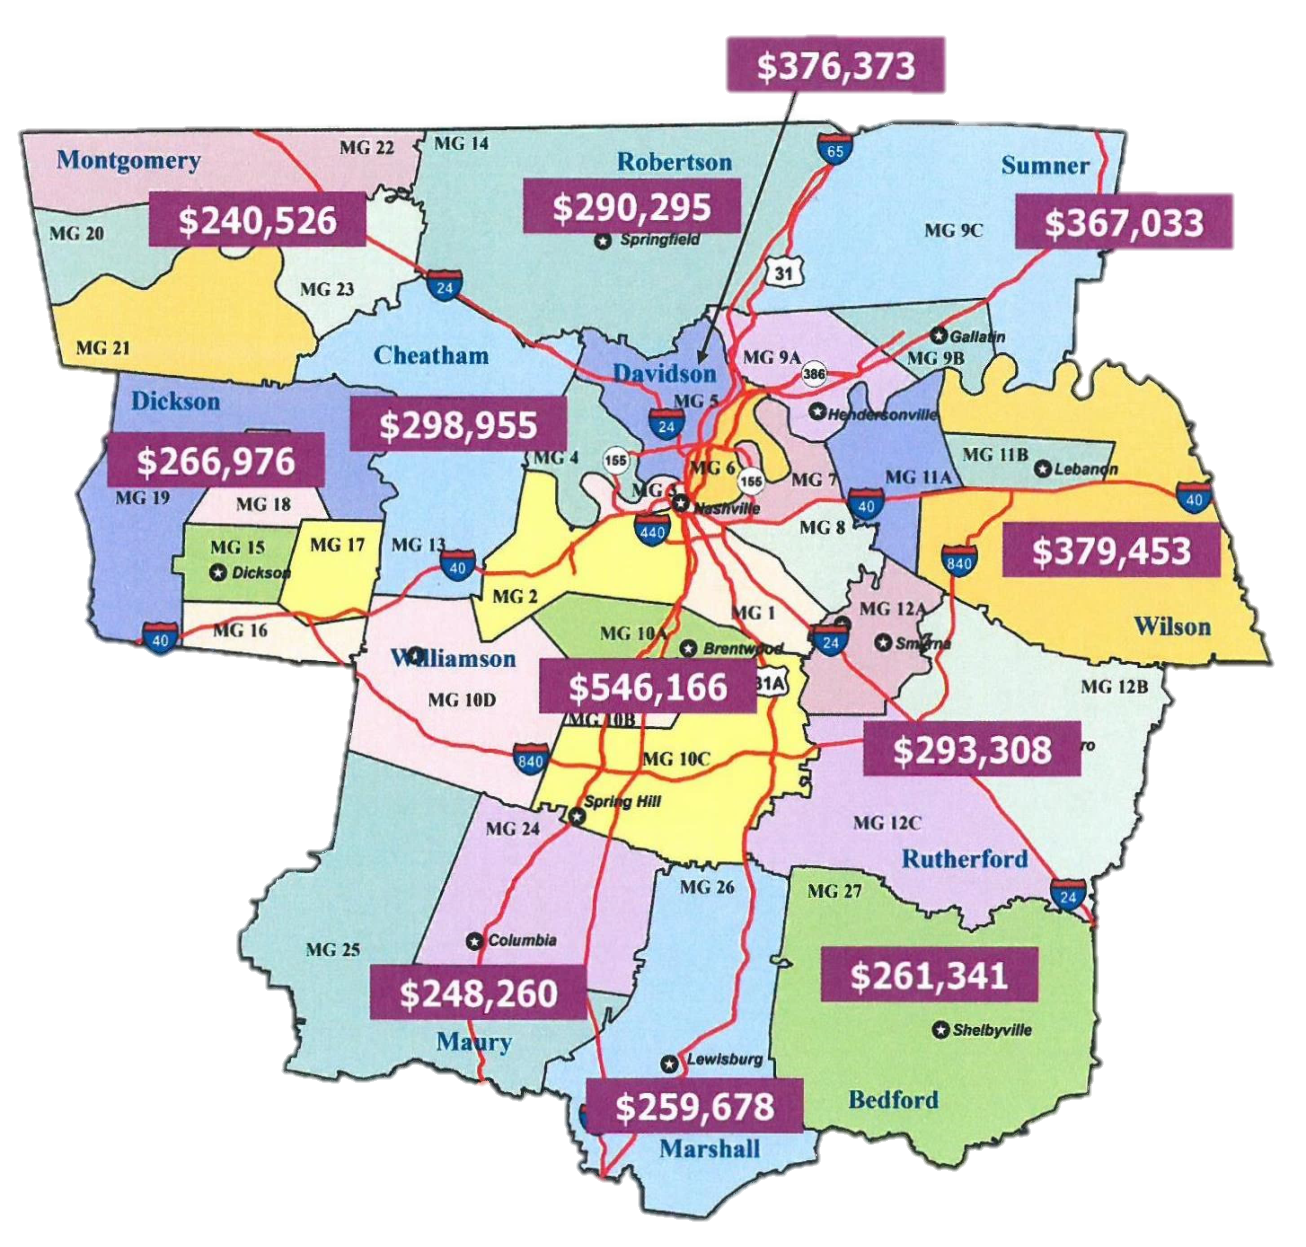 $376,373
MG 22
MG 14
Montgomery
Robertson
65
Sumner
$240,526
$290,295
$367,033
MG 20
Springfield
MG 9C
31
MG 23
24
MG 21
Cheatham
Davidson
MG 9A
Gallatin
MG 9B
386
Dickson
MG 5
Hendersonville
$298,955
24
$266,976
MG 4
155
MG 6
155
MG 7
MG 11A
MG 11B
Lebanon
MG 19
MG 18
MG 3
Nashville
440
40
40
MG 8
MG 15
MG 17
MG 13
Dickson
40
840
$379,453
MG 2
MG 1
MG 12A
Wilson
MG 16
40
MG 10A
24
Smyrna
Williamson
Brentwood
MG 10D
$546,166
31A
MG 12B
MG 10B
$293,308
ro
840
MG 10C
Spring Hill
MG 24
MG 12C
Rutherford
MG 26
MG 27
24
MG 25
Columbia
$248,260
$261,341
Maury
Shelbyville
Lewisburg
$259,678
Bedford
Marshall